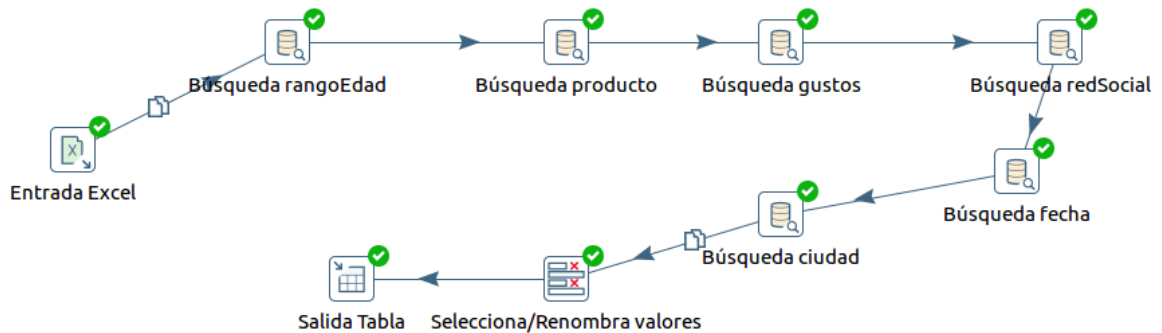 Búsqueda rangoEdad
Búsqueda producto
Búsqueda gustos
Búsqueda redSocial
Entrada Excel
Búsqueda fecha
Búsqueda ciudad
Salida Tabla
Selecciona/Renombra valores